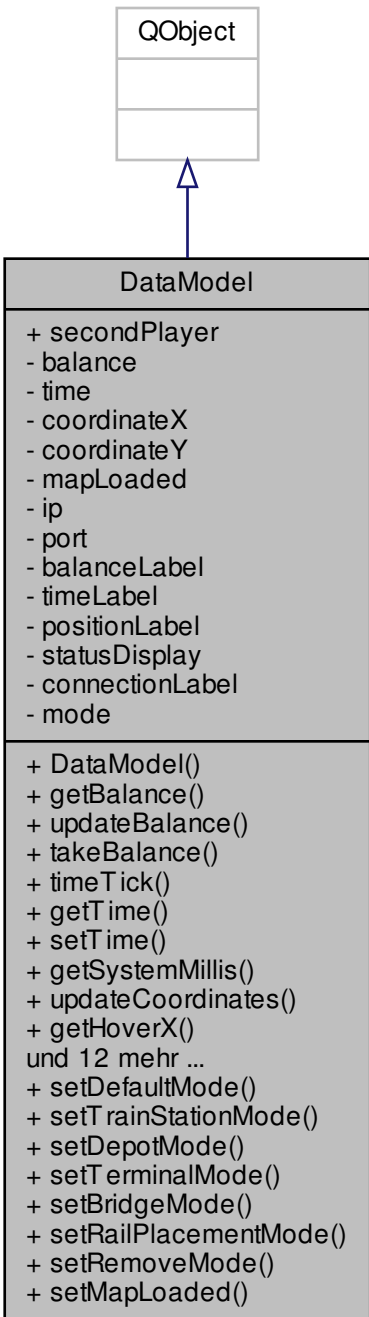 QObject
DataModel
+ secondPlayer
- balance
- time
- coordinateX
- coordinateY
- mapLoaded
- ip
- port
- balanceLabel
- timeLabel
- positionLabel
- statusDisplay
- connectionLabel
- mode
+ DataModel()
+ getBalance()
+ updateBalance()
+ takeBalance()
+ timeTick()
+ getTime()
+ setTime()
+ getSystemMillis()
+ updateCoordinates()
+ getHoverX()
und 12 mehr ...
+ setDefaultMode()
+ setTrainStationMode()
+ setDepotMode()
+ setTerminalMode()
+ setBridgeMode()
+ setRailPlacementMode()
+ setRemoveMode()
+ setMapLoaded()